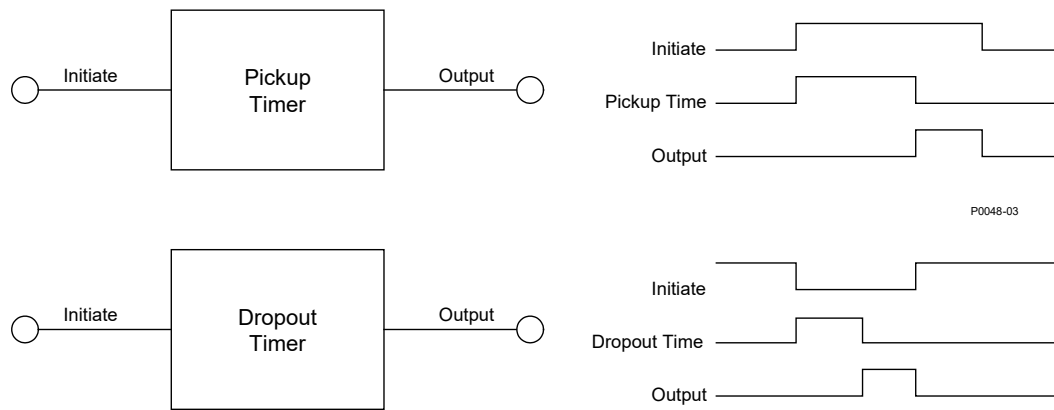 Initiate
Pickup
Timer
Output
Initiate
Pickup Time
Output
P0048-03
Initiate
Dropout
Timer
Output
Initiate
Dropout Time
Output